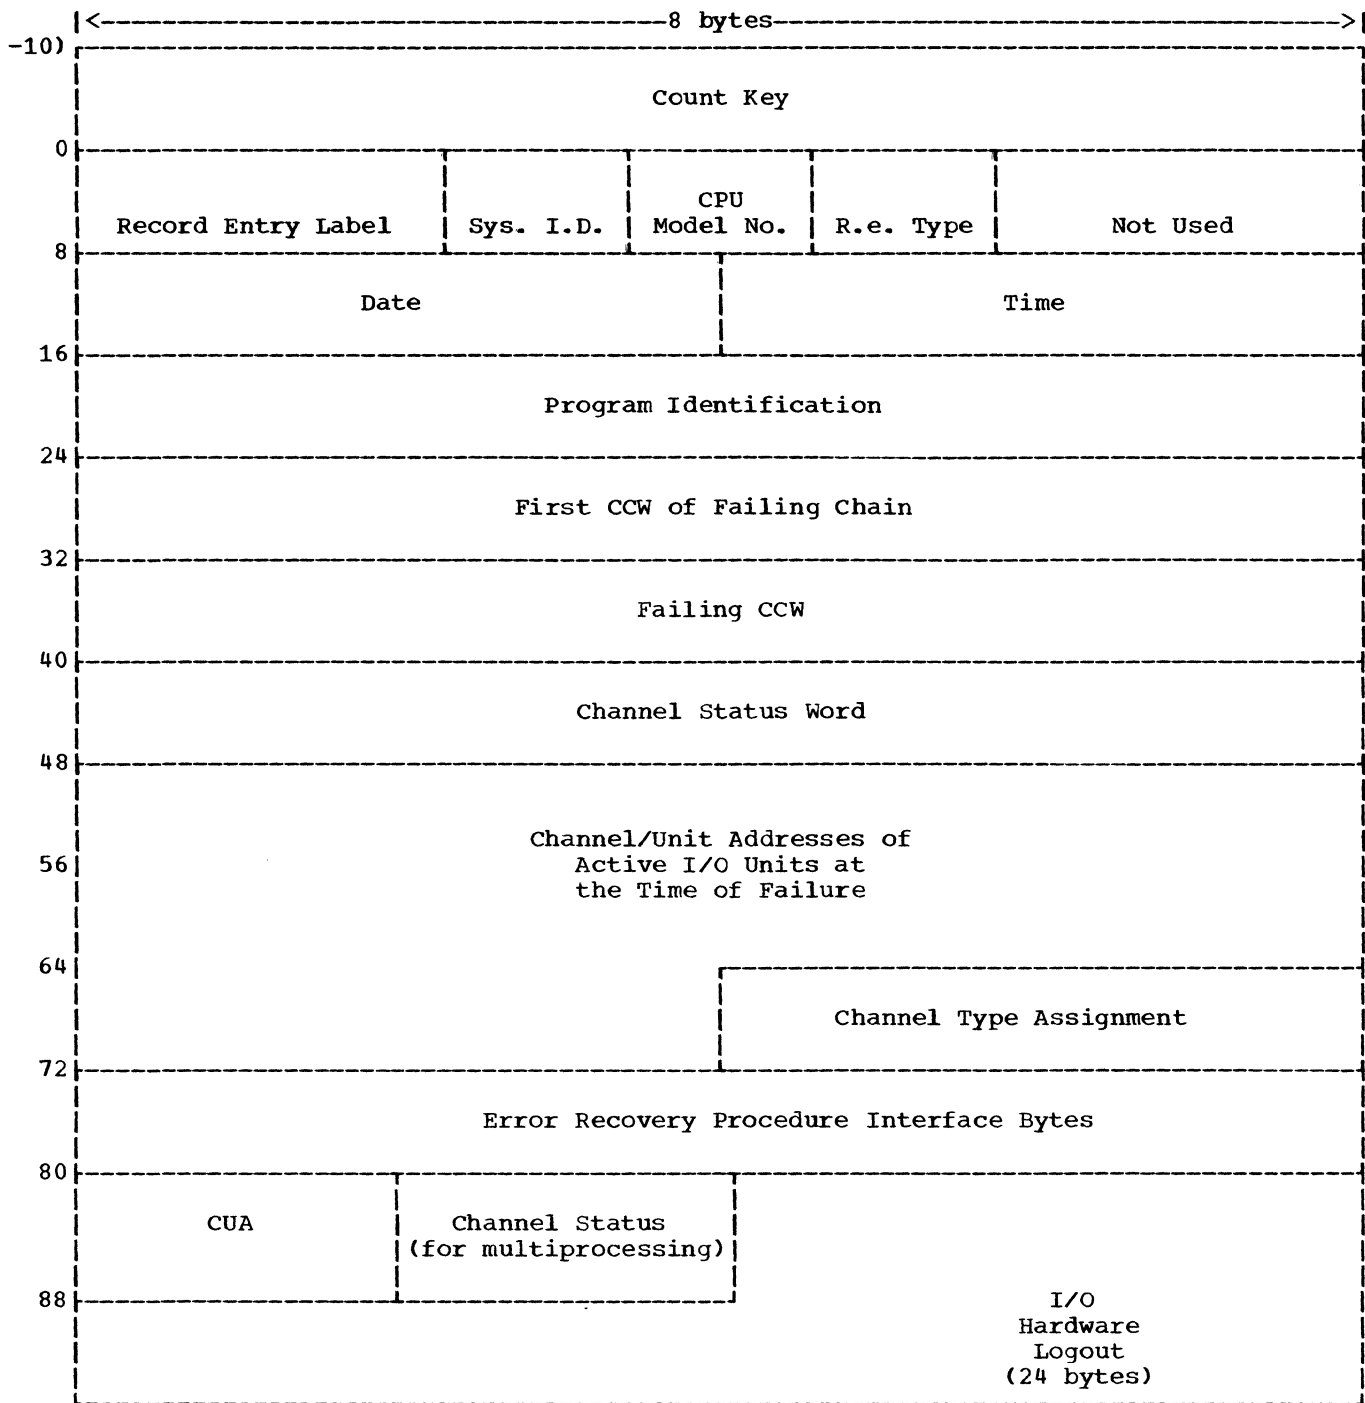 |<-----8 bytes----->|
-10)
Count Key
0
CPU
Record Entry Label Sys. I.D. Model No. R.e. Type Not Used
8
Date Time
16
Program Identification
24
First CCW of Failing Chain
32
Failing CCW
40
Channel Status Word
48
Channel/Unit Addresses of
56 Active I/O Units at
the Time of Failure
64
Channel Type Assignment
72
Error Recovery Procedure Interface Bytes
80
CUA Channel Status
(for multiprocessing)
88 I/O
Hardware
Logout
(24 bytes)